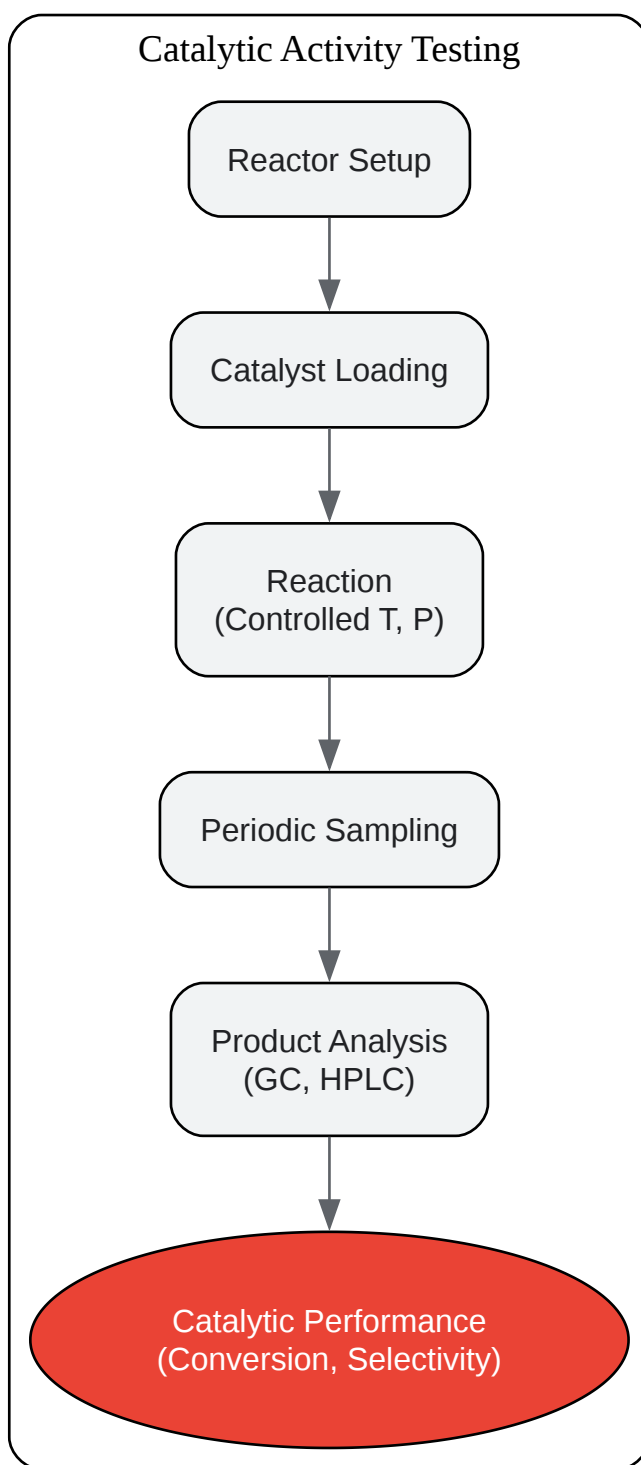 Catalytic Activity Testing
Reactor Setup
Catalyst Loading
Reaction
(Controlled T, P)
Periodic Sampling
Product Analysis
(GC, HPLC)
Catalytic Performance
(Conversion, Selectivity)